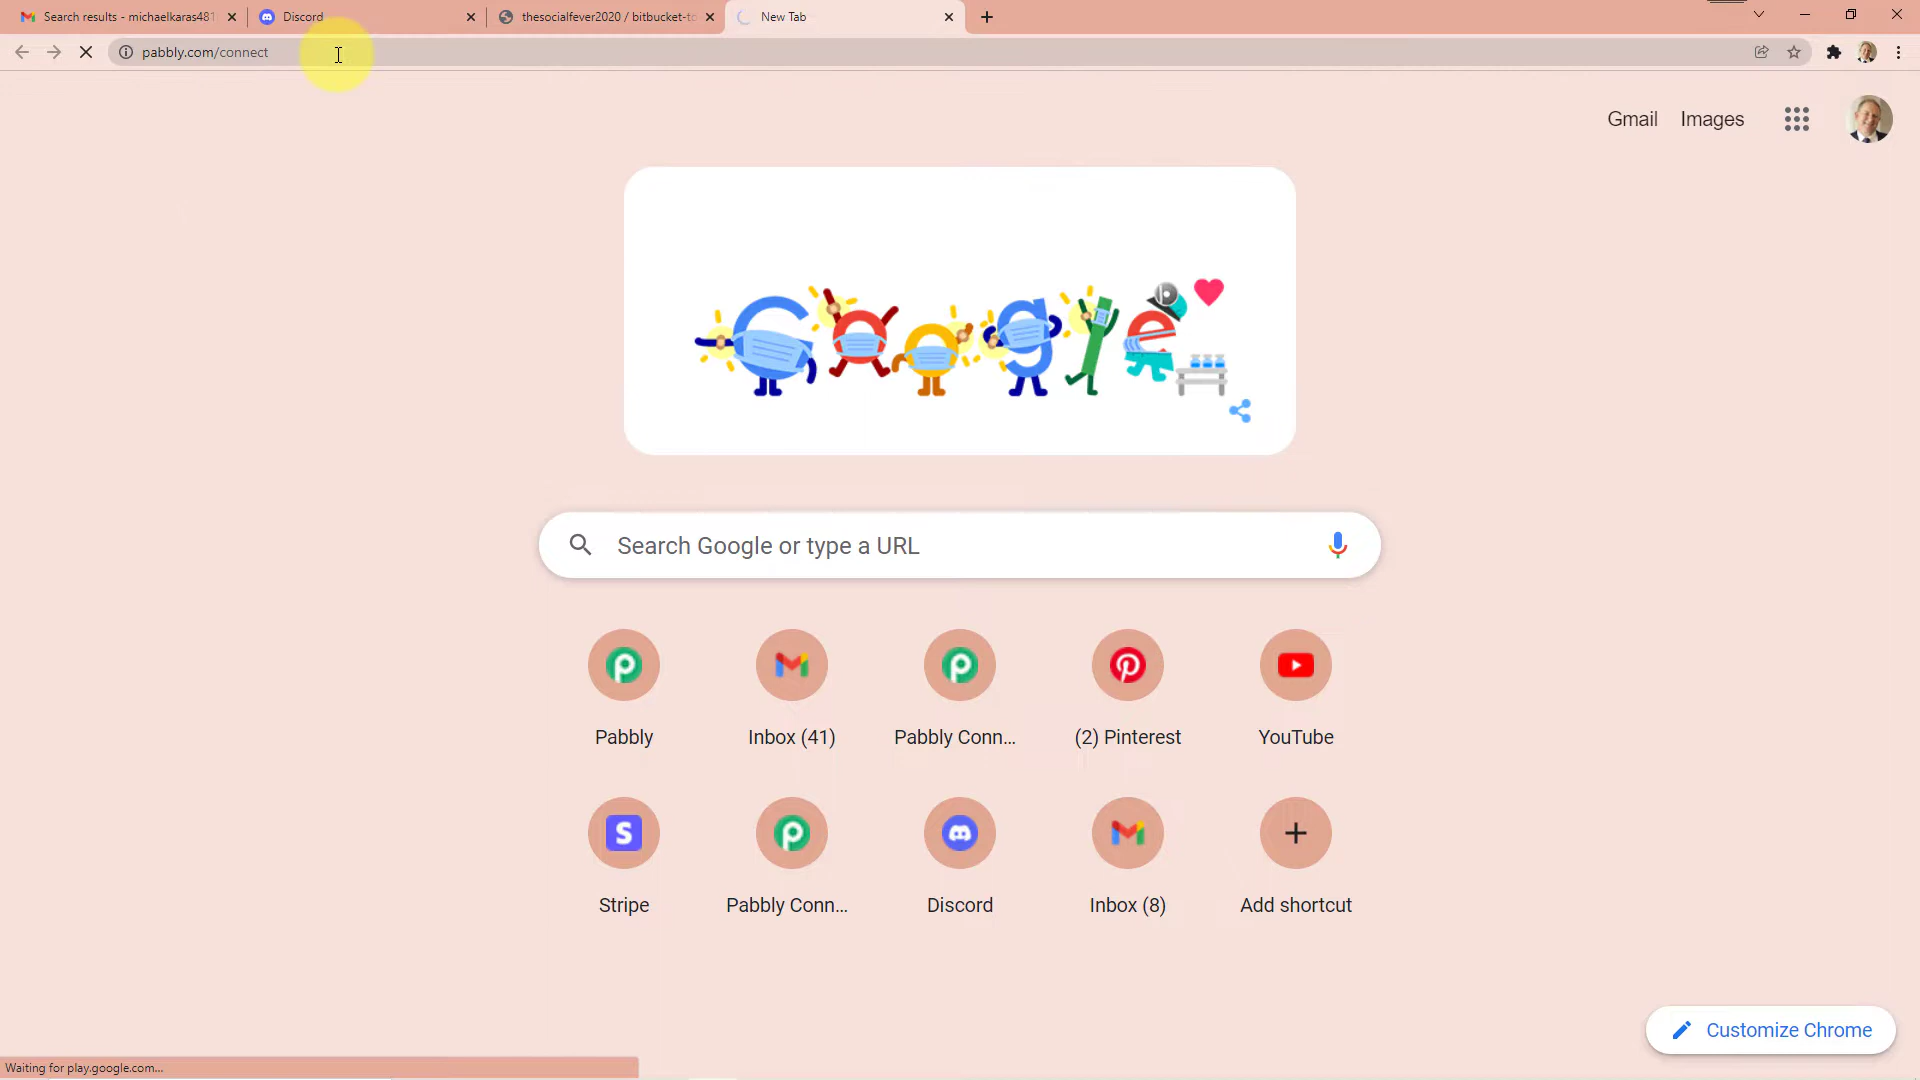 Search results - michaelkaras481
Discord
thesocialfever2020 / bitbucket-to
New Tab
pabbly.com/connect
Gmail
Images
Google
Search Google or type a URL
Pabbly
Inbox (41)
Pabbly Conn...
(2) Pinterest
YouTube
S
Stripe
Pabbly Conn...
Discord
Inbox (8)
Add shortcut
Customize Chrome
Waiting for play.google.com...